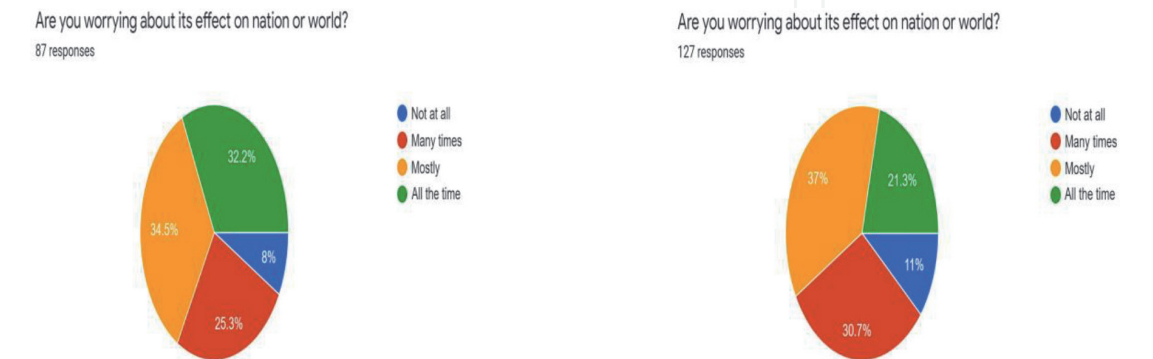 Are you worrying about its effect on nation or world?
87 responses
Not at all
Many times
Mostly
All the time
32.2%
34.5%
8%
25.3%
Are you worrying about its effect on nation or world?
127 responses
Not at all
Many times
Mostly
All the time
37%
21.3%
11%
30.7%